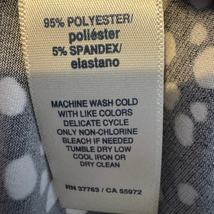 95% POLYESTER/
poliéster
5% SPANDEX/
elastano
MACHINE WASH COLD
WITH LIKE COLORS
DELICATE CYCLE
ONLY NON-CHLORINE
BLEACH IF NEEDED
TUMBLE DRY LOW
COOL IRON OR
DRY CLEAN
RN 37763 / CA 55972